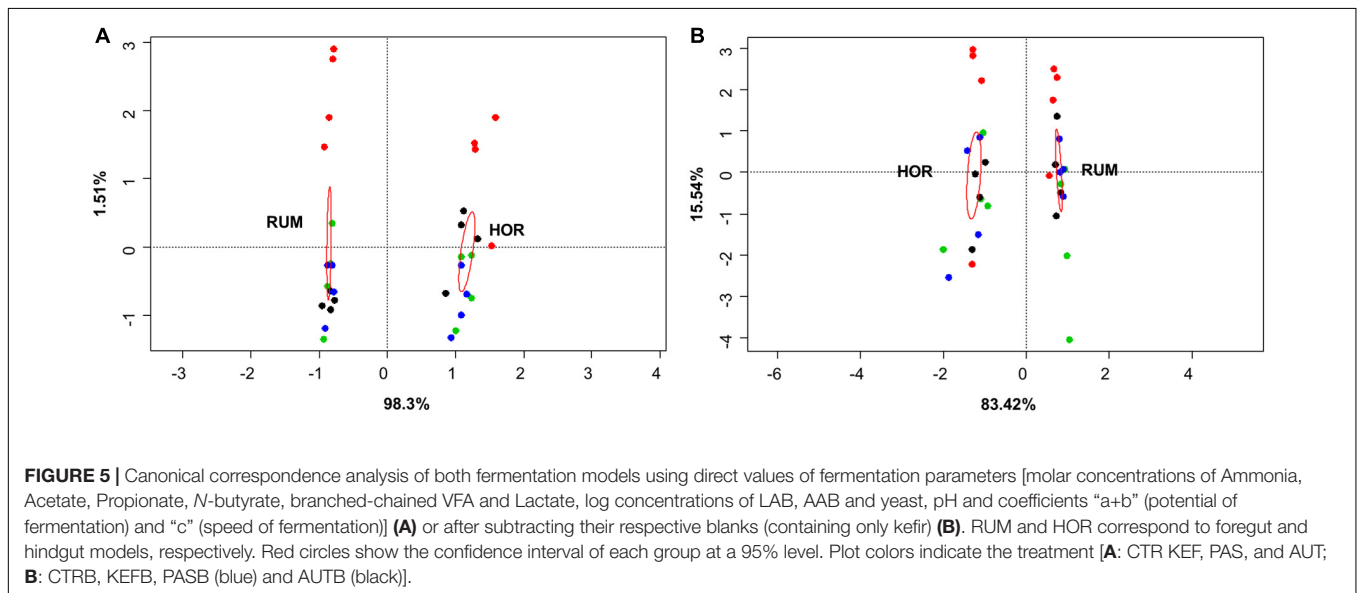 A
B
3
2
1
0
-1
1.51%
RUM
HOR
-3
-2
-1
0
1
2
3
4
98.3%
3
2
1
0
-1
-2
-3
-4
15.54%
HOR
RUM
-6
-4
-2
0
2
4
83.42%
FIGURE 5 | Canonical correspondence analysis of both fermentation models using direct values of fermentation parameters [molar concentrations of Ammonia,
Acetate, Propionate, N-butyrate, branched-chained VFA and Lactate, log concentrations of LAB, AAB and yeast, pH and coefficients “a+b” (potential of
fermentation) and “c” (speed of fermentation)] (A) or after subtracting their respective blanks (containing only kefir) (B). RUM and HOR correspond to foregut and
hindgut models, respectively. Red circles show the confidence interval of each group at a 95% level. Plot colors indicate the treatment [A: CTR KEF, PAS, and AUT;
B: CTRB, KEFB, PASB (blue) and AUTB (black)].